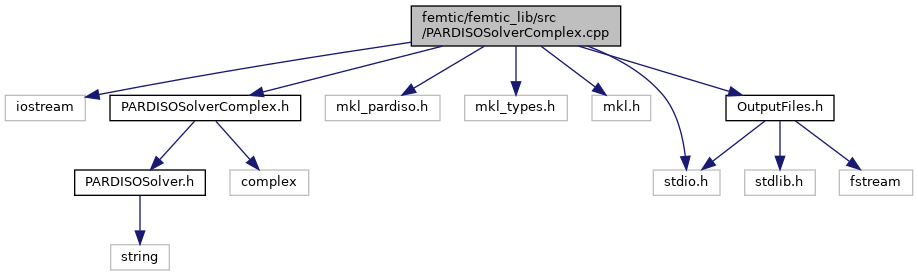 femtic/femtic_lib/src
/PARDISOSolverComplex.cpp
iostream
PARDISOSolverComplex.h
mkl_pardiso.h
mkl_types.h
mkl.h
OutputFiles.h
PARDISOSolver.h
complex
stdio.h
stdlib.h
fstream
string